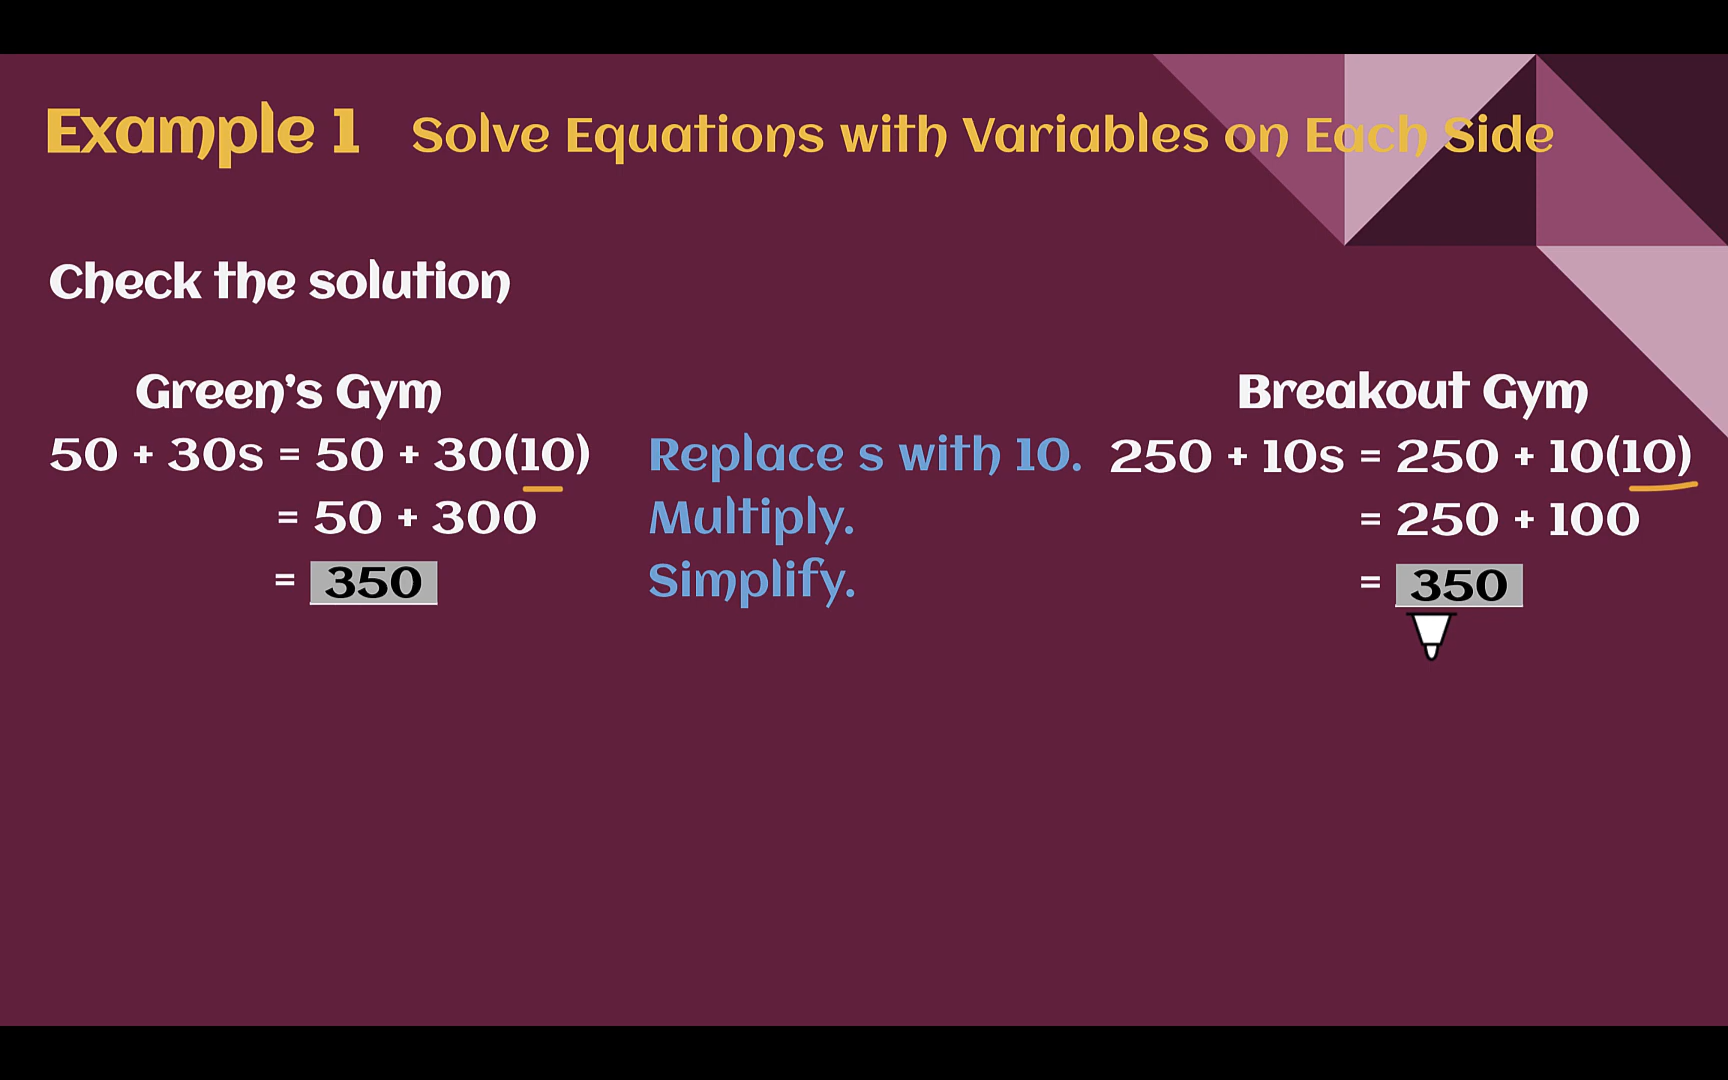 Example 1 Solve Equations with Variables on Each Side
Check the solution
Green's Gym
50 + 30s = 50 + 30(10)
= 50 + 300
= 350
Replace s with 10.
Multiply.
Simplify.
Breakout Gym
250 + 10s = 250 + 10(10)
= 250 + 100
= 350